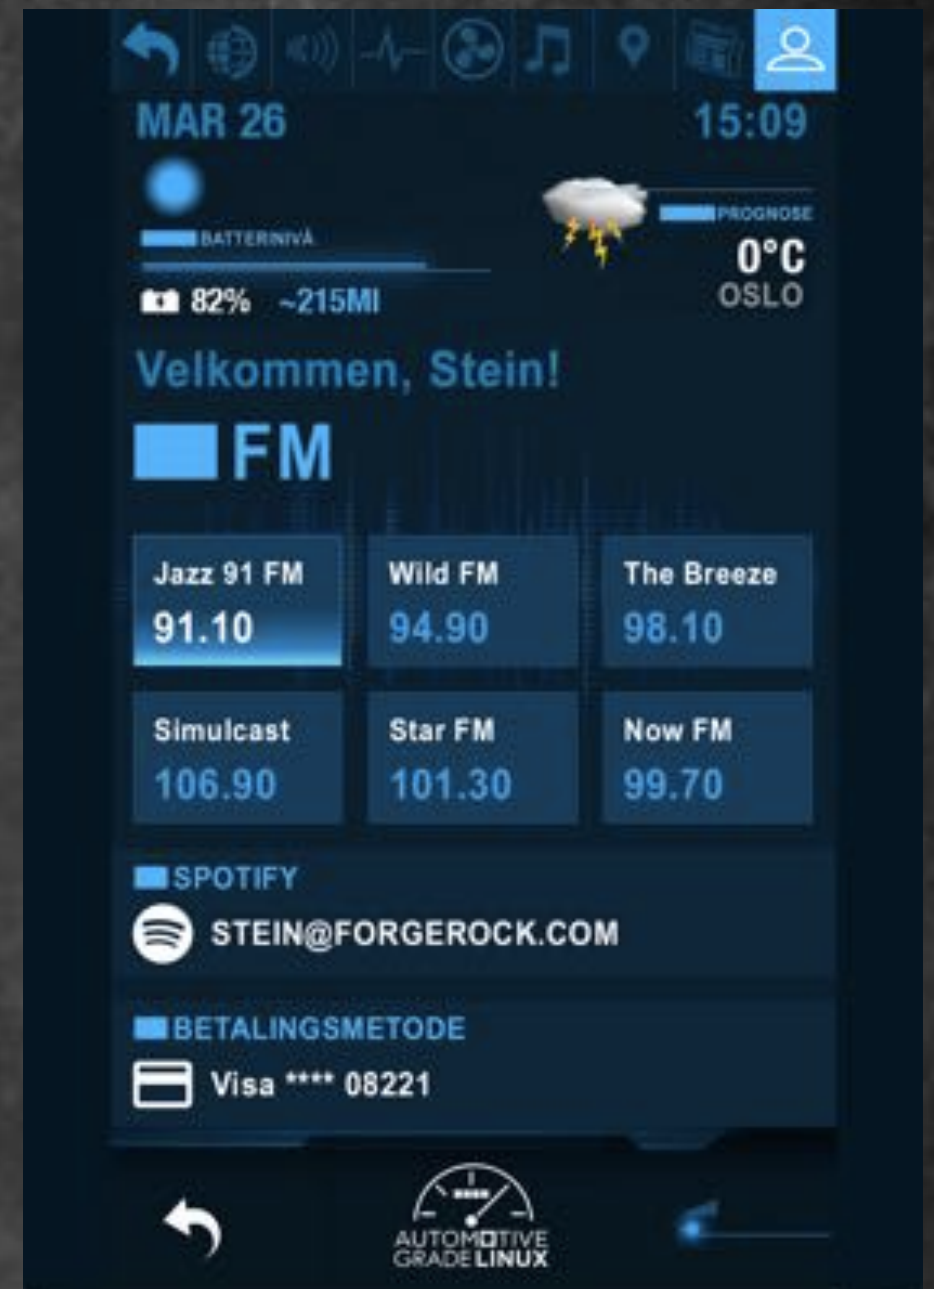 MAR 26 15:09
BATTERINIVÅ
PROGNOSE
82% ~215MI
0°C
OSLO
Velkommen, Stein!
FM
Jazz 91 FM Wild FM The Breeze
91.10 94.90 98.10
Simulcast Star FM Now FM
106.90 101.30 99.70
SPOTIFY
STEIN@FORGEROCK.COM
BETALINGSMETODE
Visa **** 08221
AUTOMOTIVE
GRADE LINUX